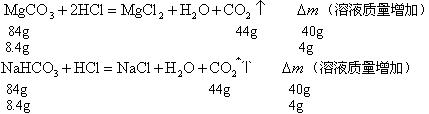 MgCO₃+2HCl=MgCl₂+H₂O+CO₂↑ Δm（溶液质量增加）
84g 44g 40g
8.4g 4g
NaHCO₃+HCl=NaCl+H₂O+CO₂↑ Δm（溶液质量增加）
84g 44g 40g
8.4g 4g